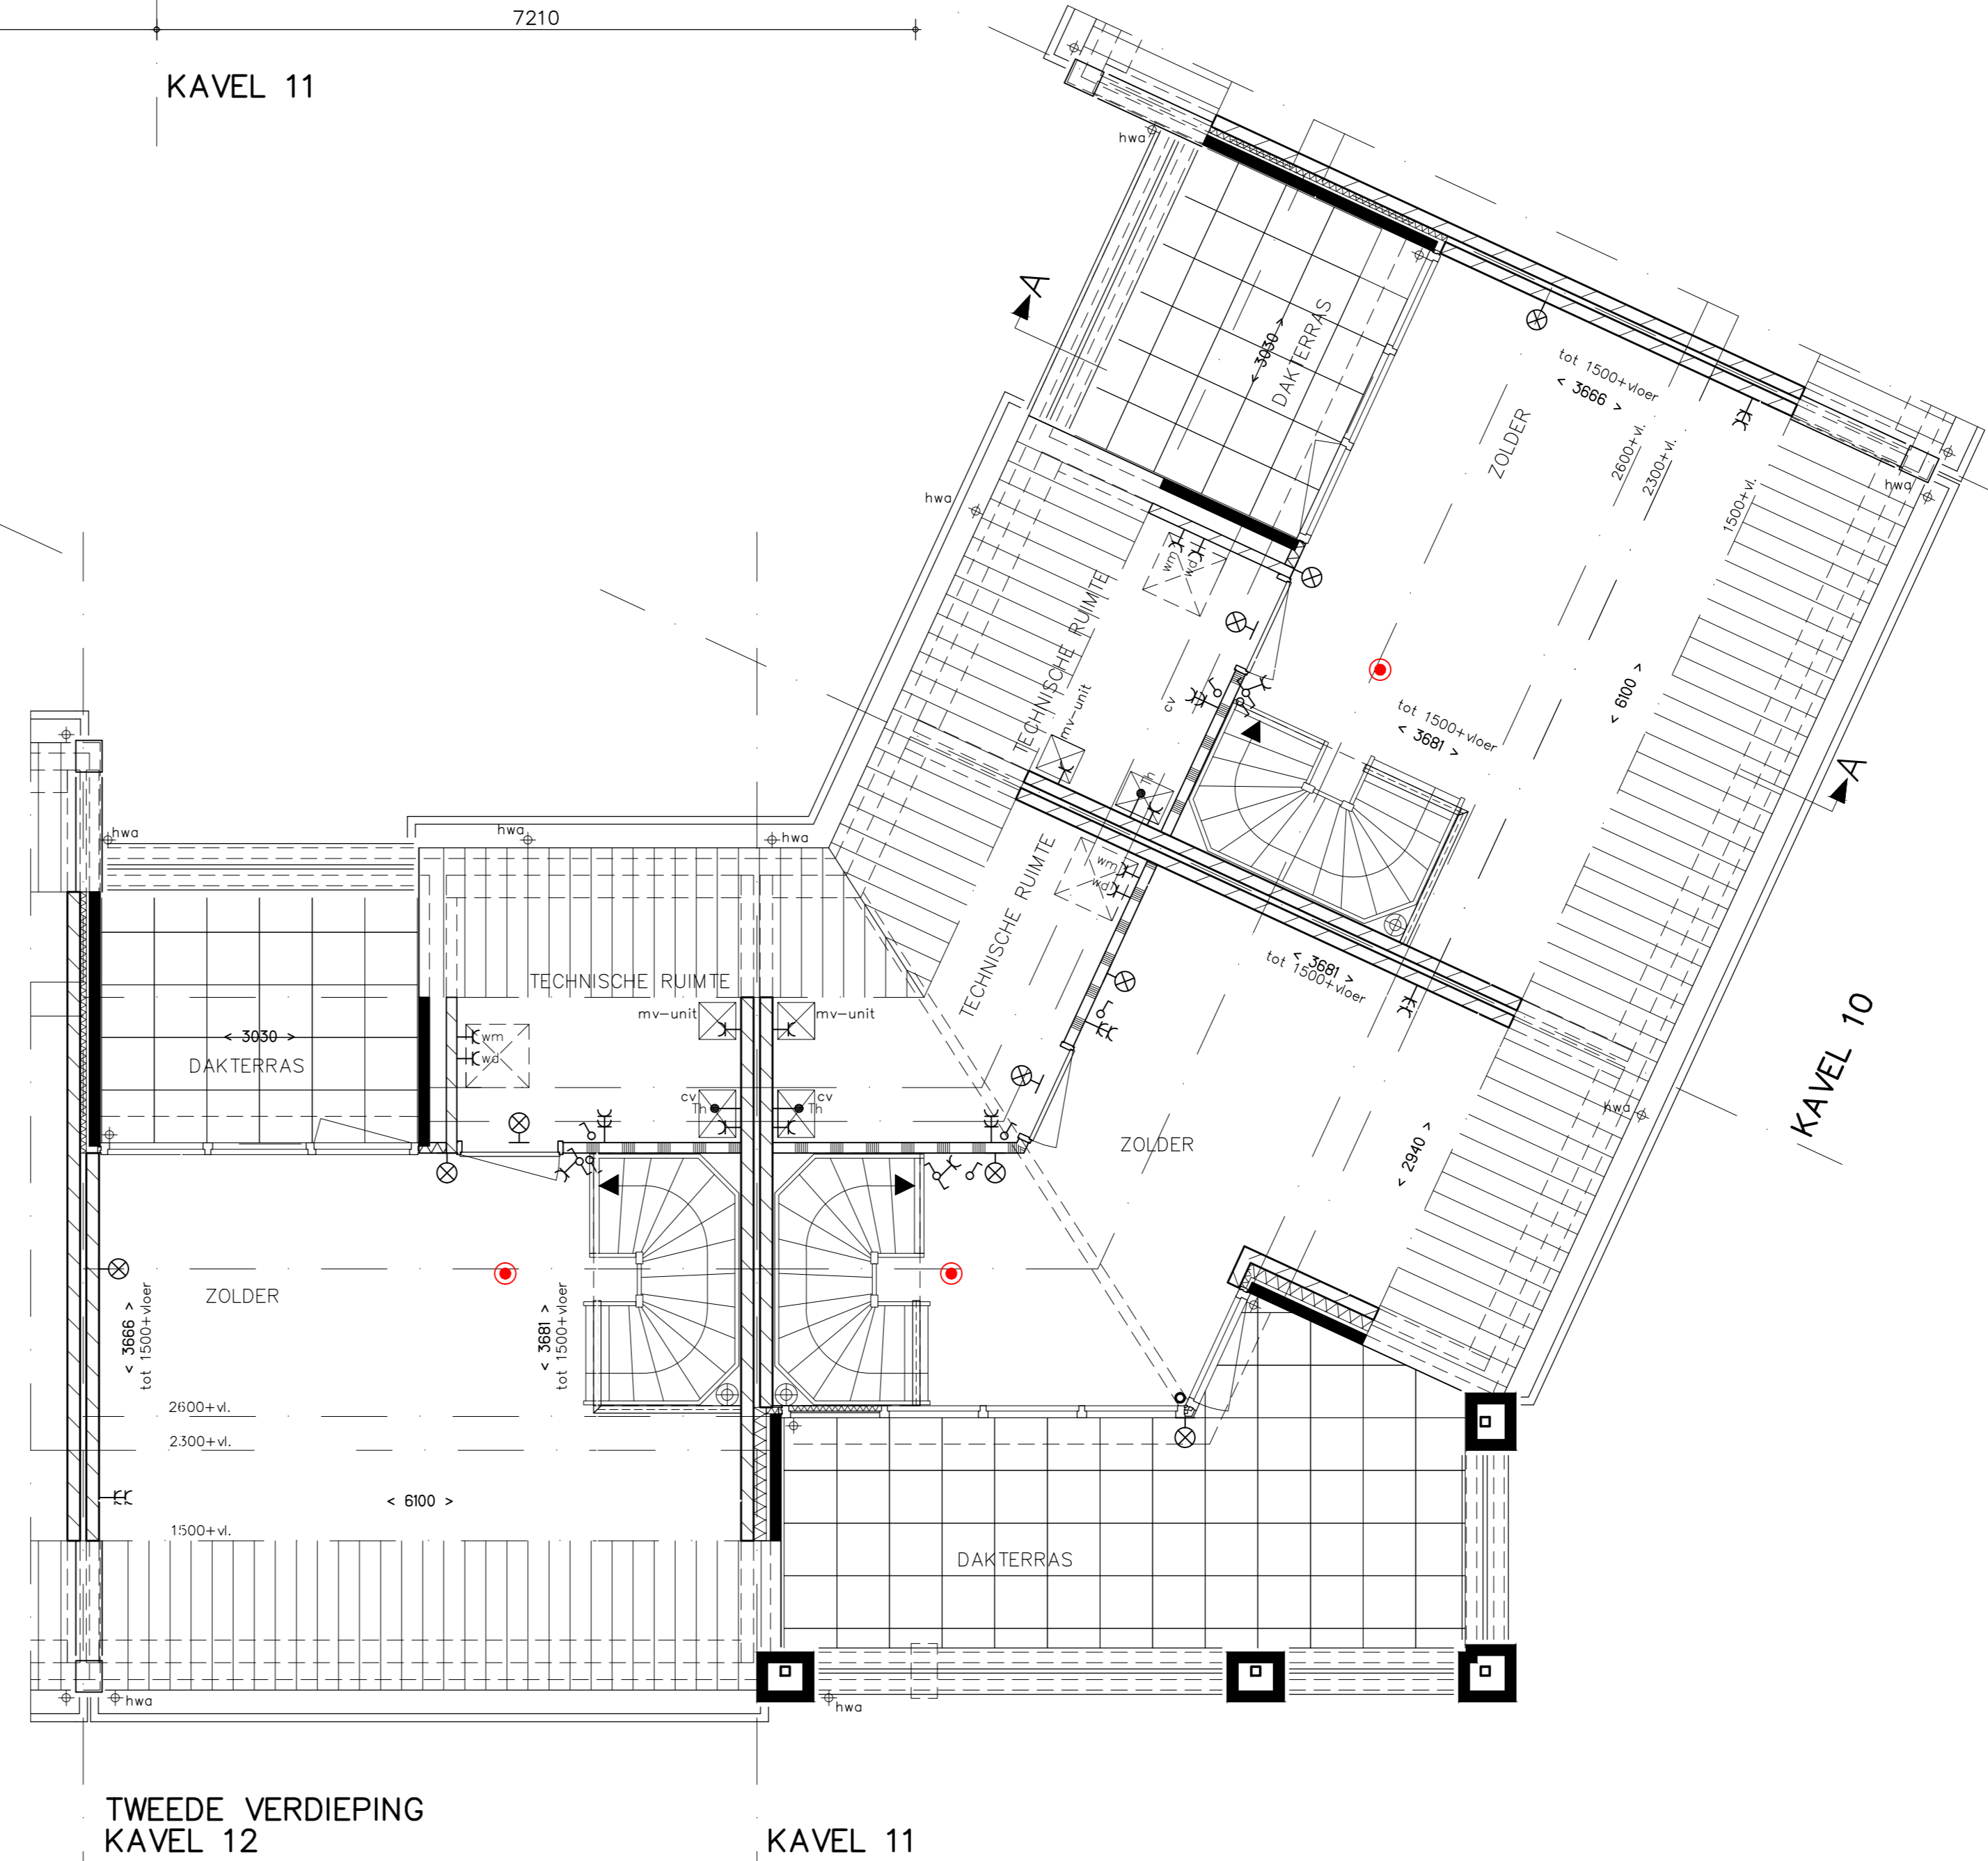 7210
KAVEL 11
hwa
A
< 3030 >
DAKTERRAS
tot 1500+vloer
< 3666 >
ZOLDER
2600+vl.
2300+vl.
1500+vl.
hwa
hwa
wm
wd
TECHNISCHE RUIMTE
mv-unit
cv
Th
< 6100 >
tot 1500+vloer
< 3681 >
A
hwa
hwa
hwa
TECHNISCHE RUIMTE
wm
wd
< 3681 >
tot 1500+vloer
KAVEL 10
TECHNISCHE RUIMTE
mv-unit
mv-unit
< 3030 >
DAKTERRAS
wm
wd
cv
Th
cv
Th
hwa
ZOLDER
< 2940 >
ZOLDER
< 3666 >
tot 1500+vloer
< 3681 >
tot 1500+vloer
2600+vl.
2300+vl.
< 6100 >
1500+vl.
DAKTERRAS
hwa
hwa
TWEEDE VERDIEPING
KAVEL 12
KAVEL 11